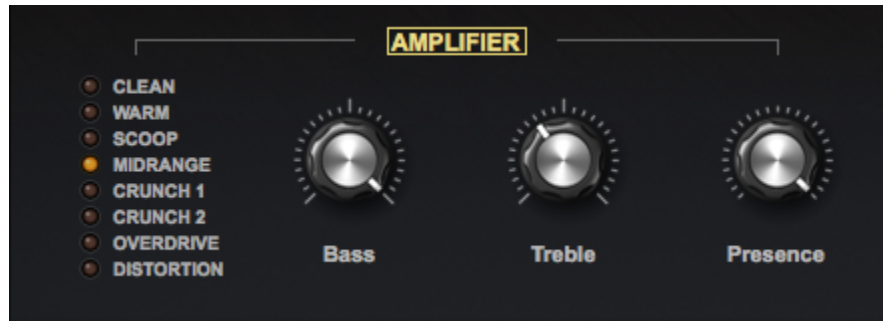 AMPLIFIER
CLEAN
WARM
SCOOP
MIDRANGE
CRUNCH 1
CRUNCH 2
OVERDRIVE
DISTORTION
Bass
Treble
Presence